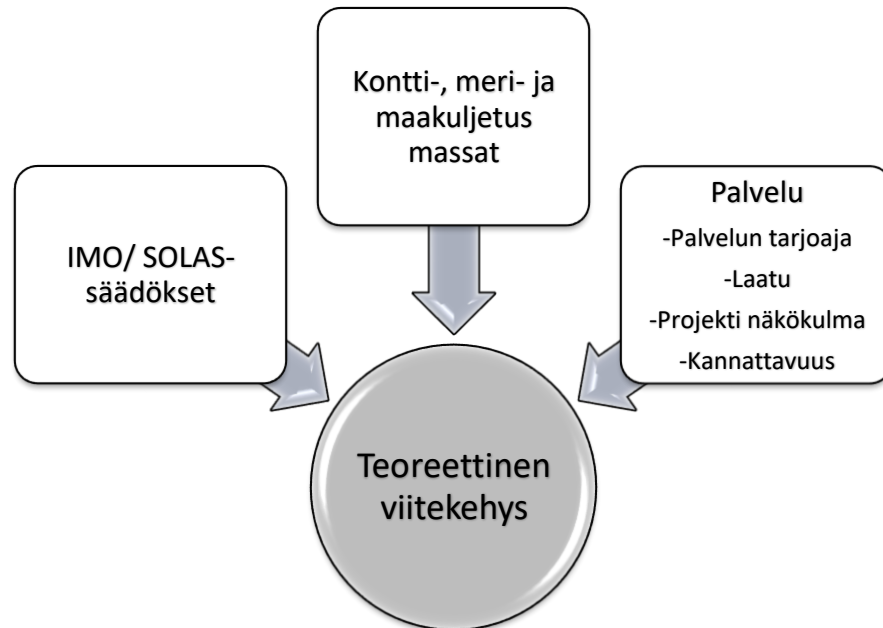 Kontti-, meri- ja
maakuljetus
massat
IMO/ SOLAS-
säädökset
Palvelu
-Palvelun tarjoaja
-Laatu
-Projekti näkökulma
-Kannattavuus
Teoreettinen
viitekehys